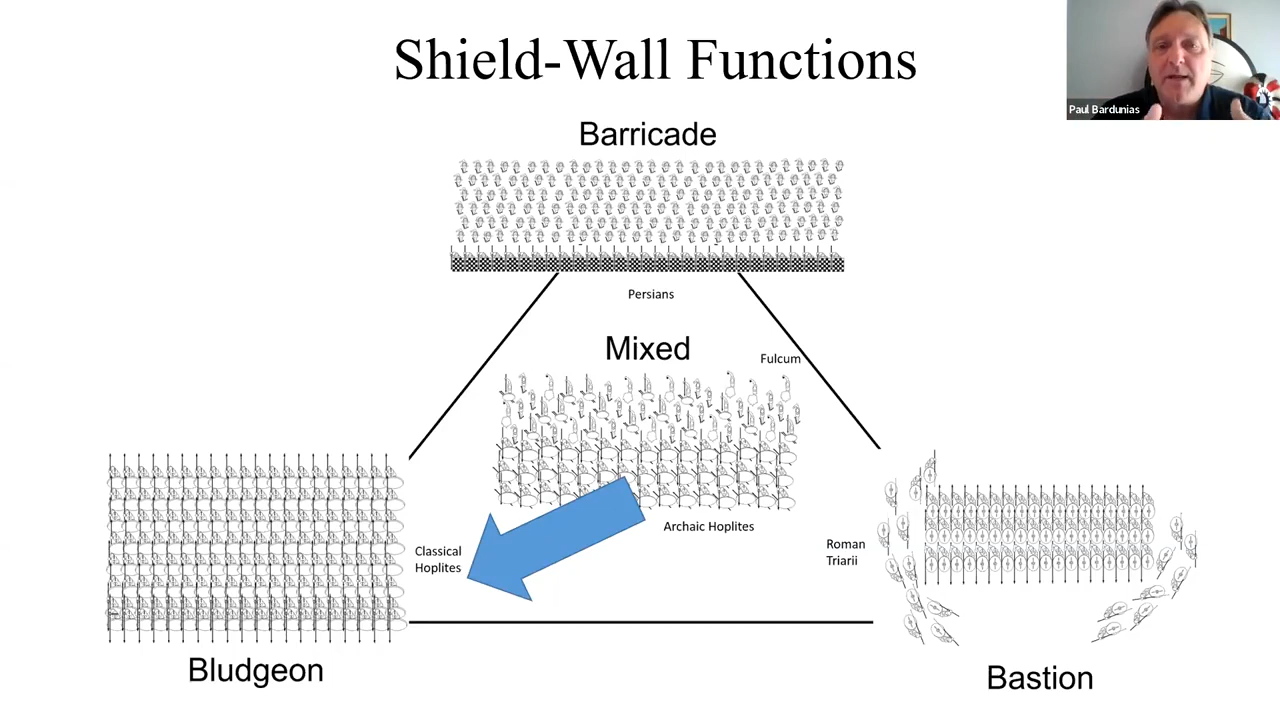 Shield-Wall Functions
Paul Bardunias
Barricade
Persians
Mixed
Fulcum
Archaic Hoplites
Classical
Hoplites
Roman
Triarii
Bludgeon
Bastion